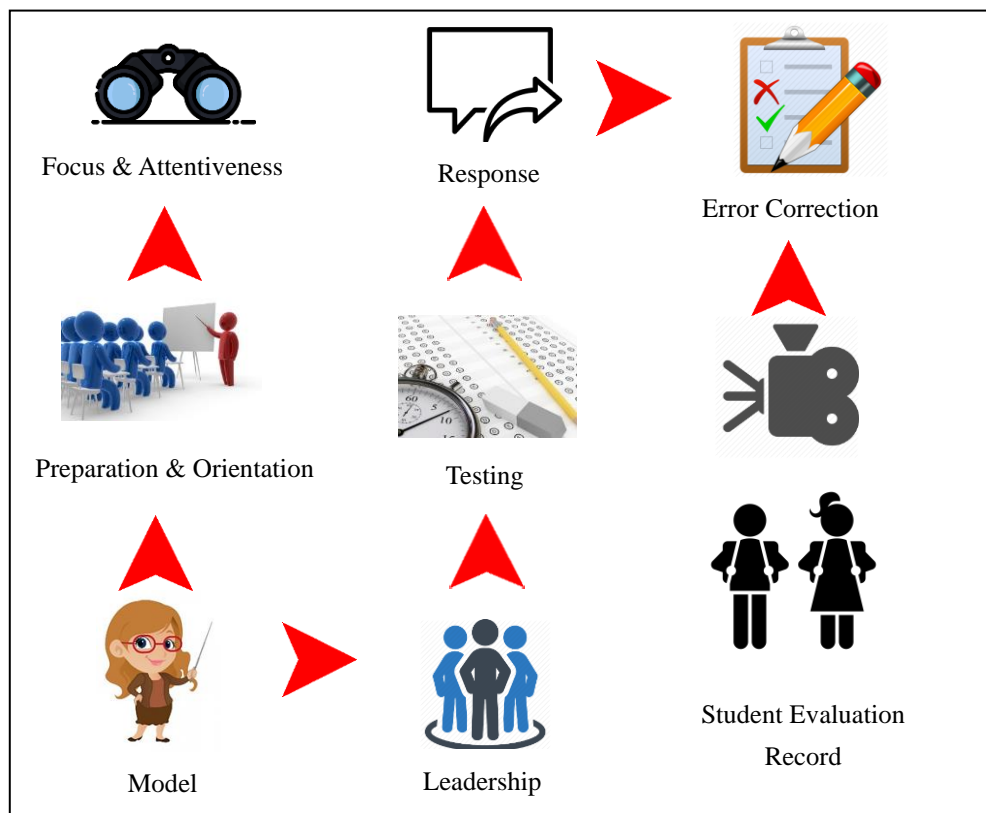 Focus & Attentiveness
Response
Error Correction
Preparation & Orientation
Testing
Model
Leadership
Student Evaluation
Record